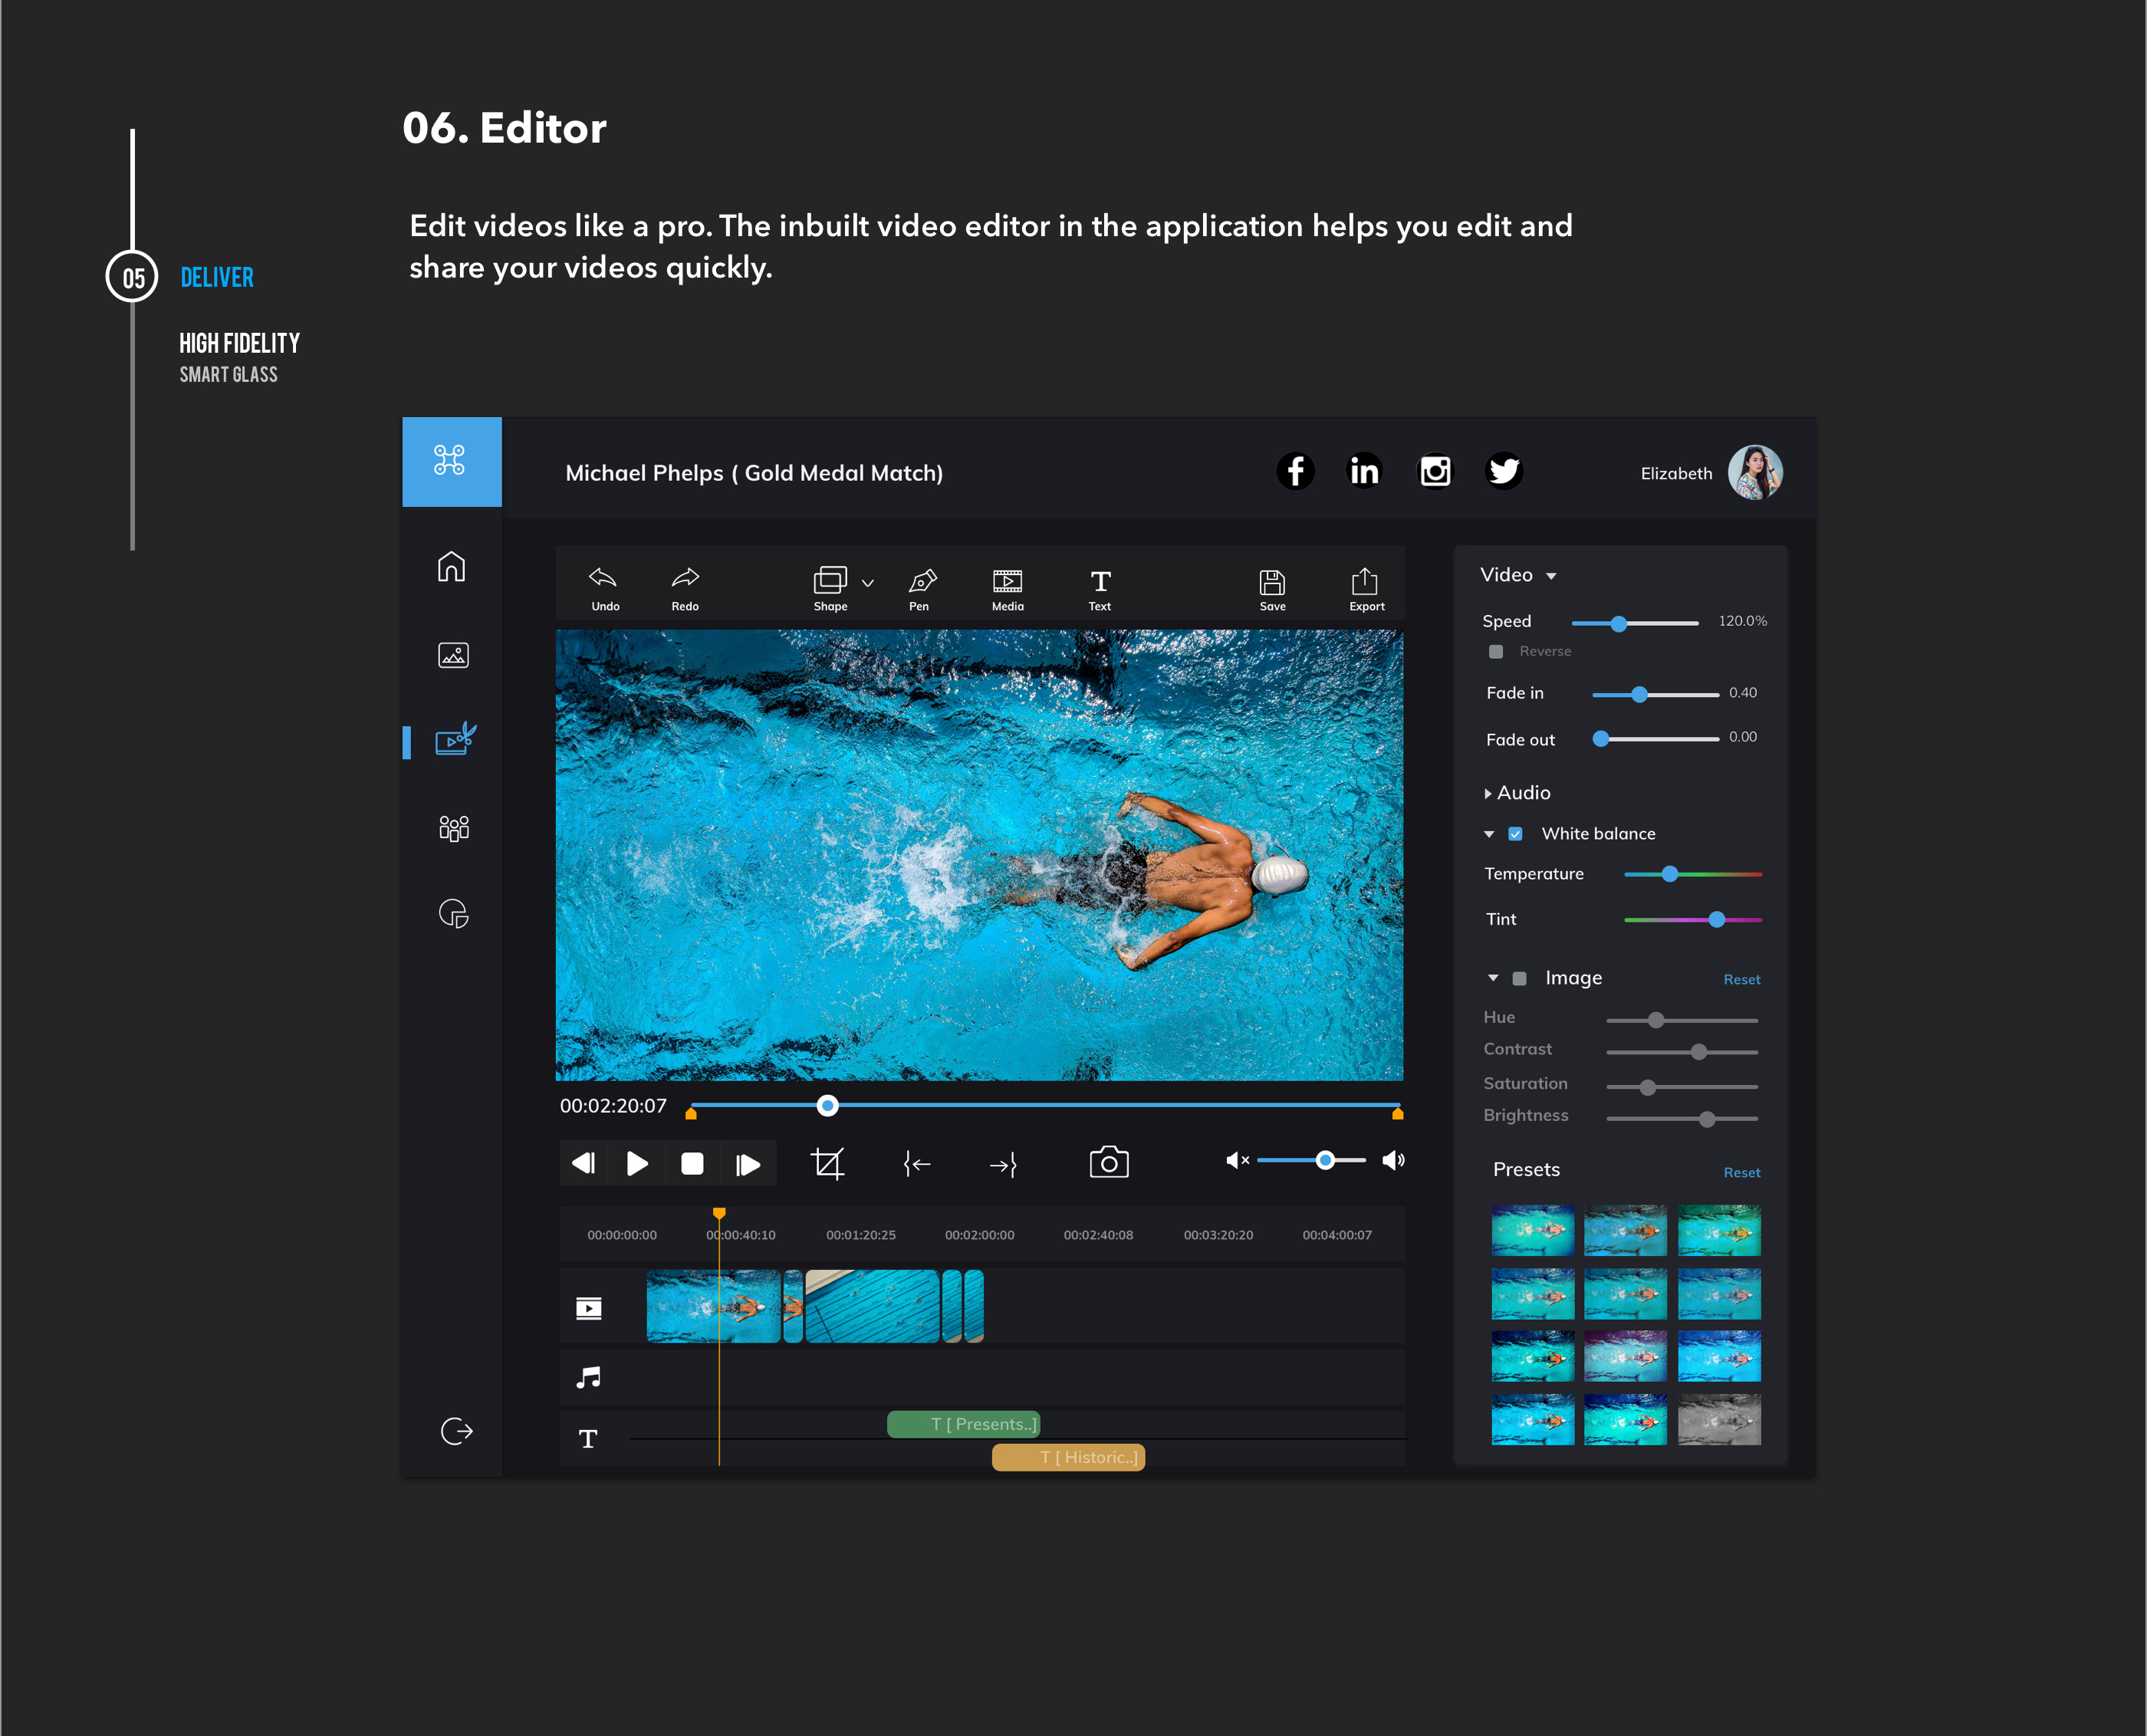 06. Editor
Edit videos like a pro. The inbuilt video editor in the application helps you edit and
share your videos quickly.
05
DELIVER
HIGH FIDELITY
SMART GLASS
Michael Phelps ( Gold Medal Match)
f
in
Elizabeth
Undo
Redo
Shape
Pen
Media
T
Text
Save
Export
Video
Speed
120.0%
Reverse
Fade in
0.40
Fade out
0.00
Audio
White balance
Temperature
Tint
Image
Reset
Hue
Contrast
Saturation
Brightness
Presets
Reset
00:02:20:07
00:00:00:00
00:00:40:10
00:01:20:25
00:02:00:00
00:02:40:08
00:03:20:20
00:04:00:07
T
T [ Presents..]
T [ Historic..]